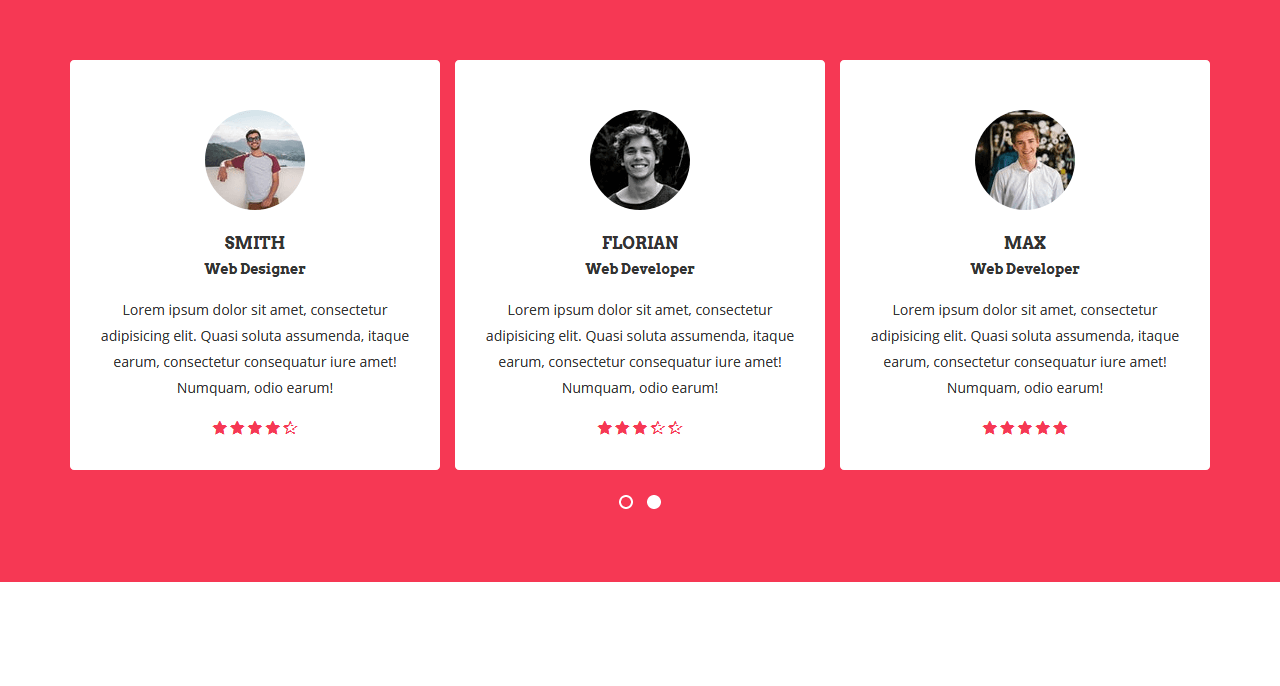 SMITH
Web Designer
Lorem ipsum dolor sit amet, consectetur
adipisicing elit. Quasi soluta assumenda, itaque
earum, consectetur consequatur iure amet!
Numquam, odio earum!
FLORIAN
Web Developer
Lorem ipsum dolor sit amet, consectetur
adipisicing elit. Quasi soluta assumenda, itaque
earum, consectetur consequatur iure amet!
Numquam, odio earum!
MAX
Web Developer
Lorem ipsum dolor sit amet, consectetur
adipisicing elit. Quasi soluta assumenda, itaque
earum, consectetur consequatur iure amet!
Numquam, odio earum!